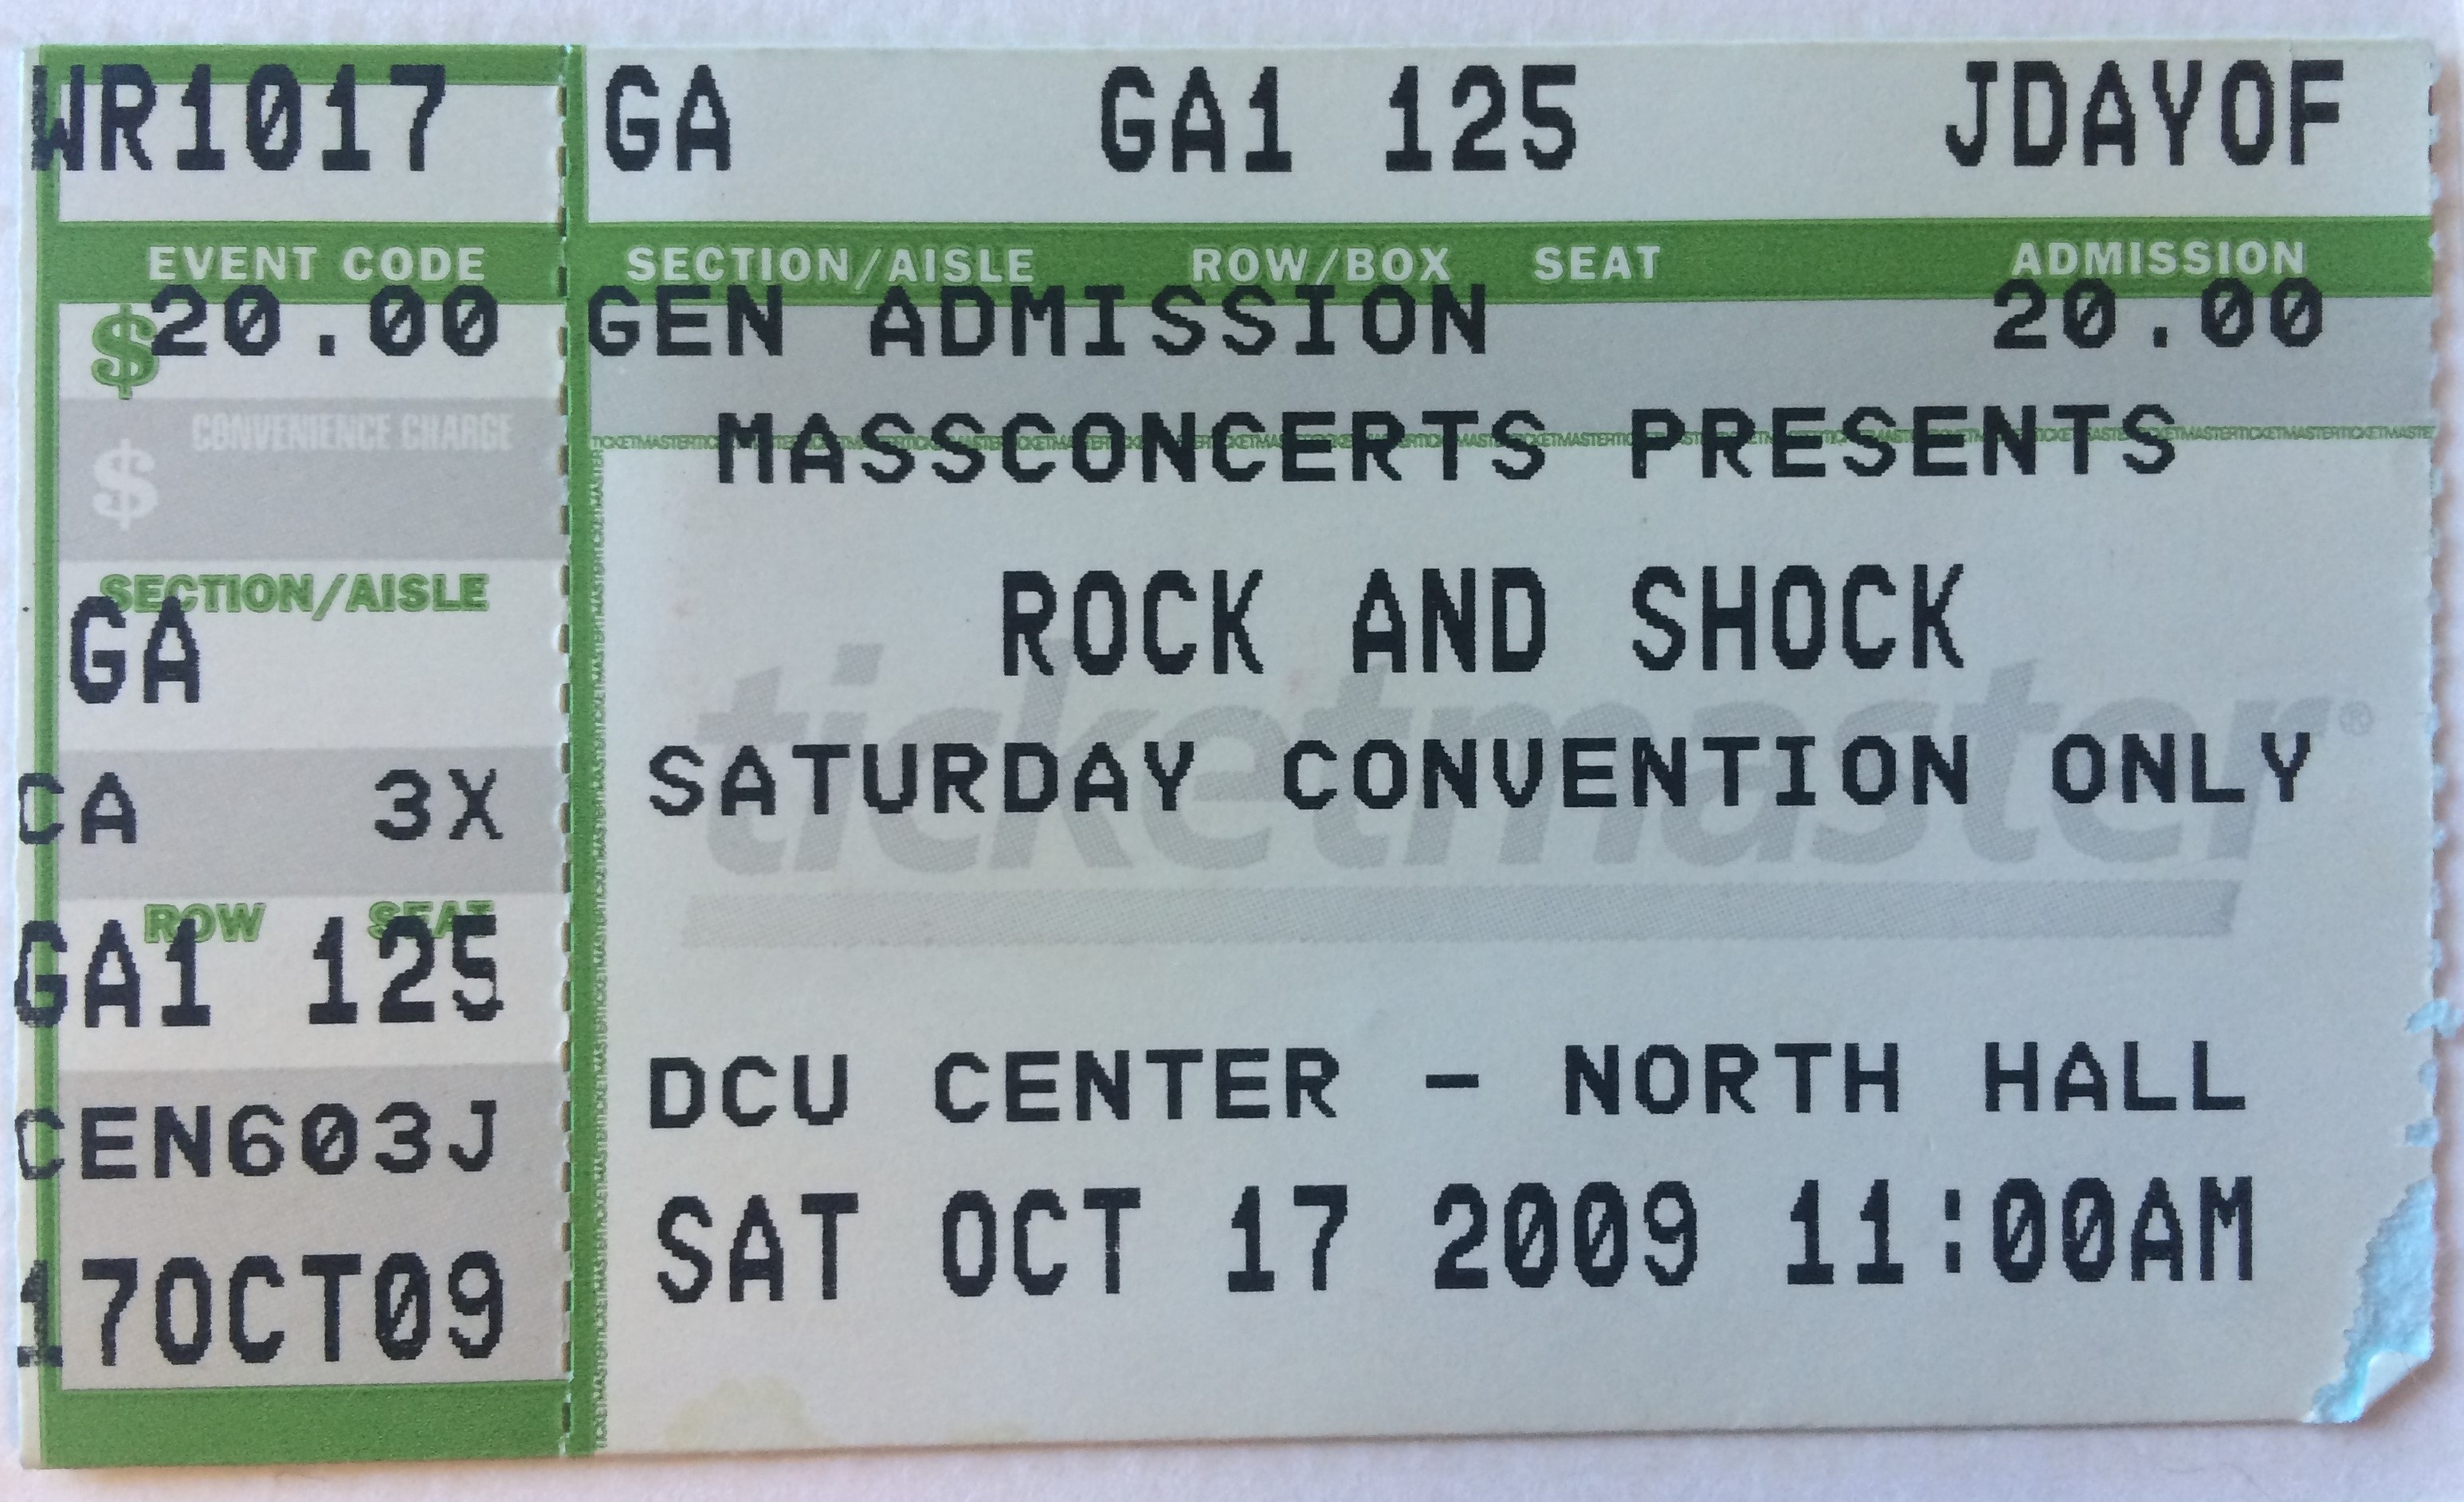 WR1017
EVENT CODE
$20.00
CONVENIENCE CHARGE
$
SECTION/AISLE
GA
CA 3X
ROW SEAT
GA1 125
CEN603J
17OCT09
GA GA1 125 JDAYOF
SECTION/AISLE ROW/BOX SEAT ADMISSION
GEN ADMISSION 20.00
MASSCONCERTS PRESENTS
ROCK AND SHOCK
ticketmaster®
SATURDAY CONVENTION ONLY
DCU CENTER - NORTH HALL
SAT OCT 17 2009 11:00AM